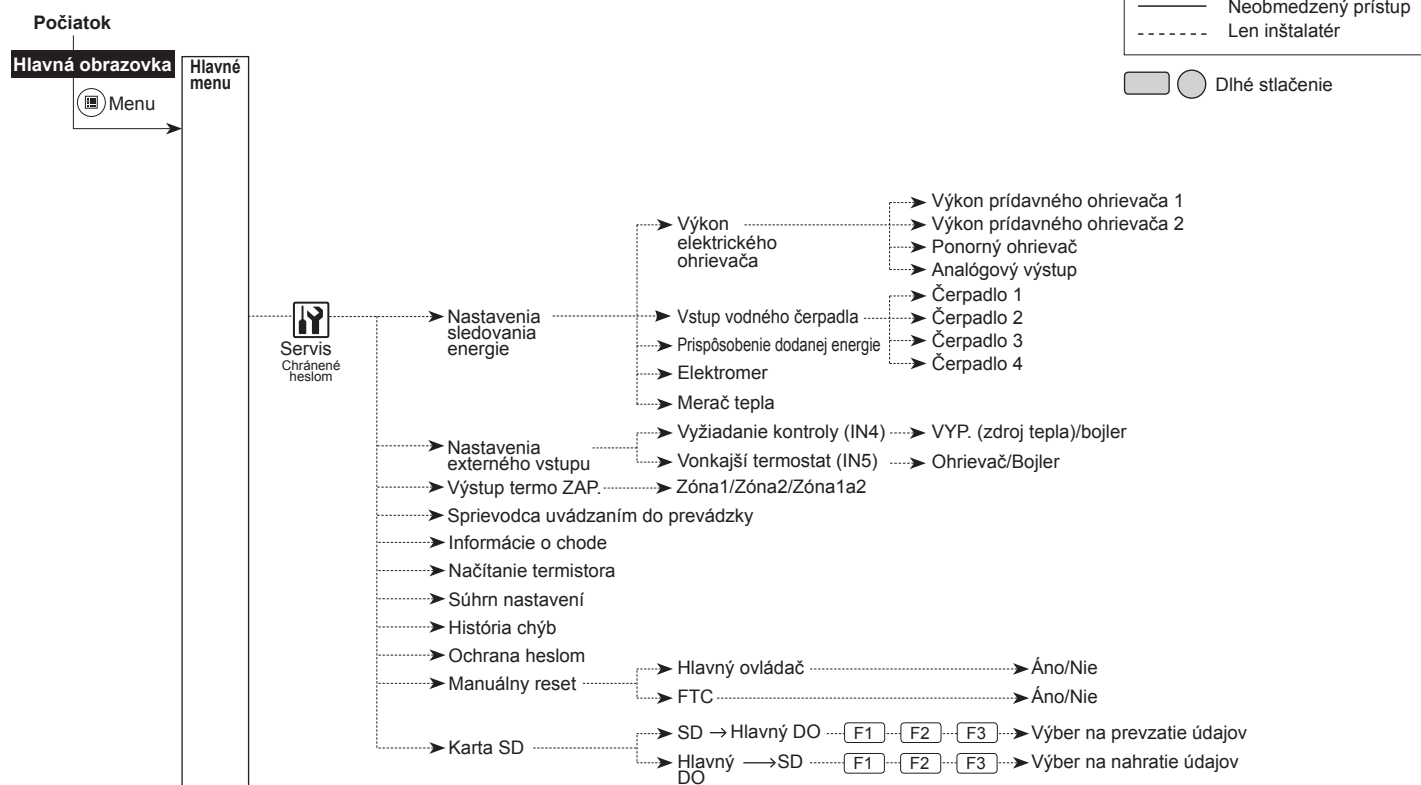 Neobmedzený prístup
Len inštalatér
Dlhé stlačenie
Počiatok
Hlavná obrazovka
Menu
Hlavné
menu
Servis
Chránené
heslom
Nastavenia
sledovania
energie
Výkon
elektrického
ohrievača
Výkon prídavného ohrievača 1
Výkon prídavného ohrievača 2
Ponorný ohrievač
Analógový výstup
Vstup vodného čerpadla
Čerpadlo 1
Čerpadlo 2
Čerpadlo 3
Čerpadlo 4
Prispôsobenie dodanej energie
Elektromer
Merač tepla
Nastavenia
externého vstupu
Vyžiadanie kontroly (IN4)
VYP. (zdroj tepla)/bojler
Vonkajší termostat (IN5)
Ohrievač/Bojler
Výstup termo ZAP.
Zóna1/Zóna2/Zóna1a2
Sprievodca uvádzaním do prevádzky
Informácie o chode
Načítanie termistora
Súhrn nastavení
História chýb
Ochrana heslom
Manuálny reset
Hlavný ovládač
Áno/Nie
FTC
Áno/Nie
Karta SD
SD → Hlavný DO F1 F2 F3 Výber na prevzatie údajov
Hlavný → SD F1 F2 F3 Výber na nahratie údajov
DO